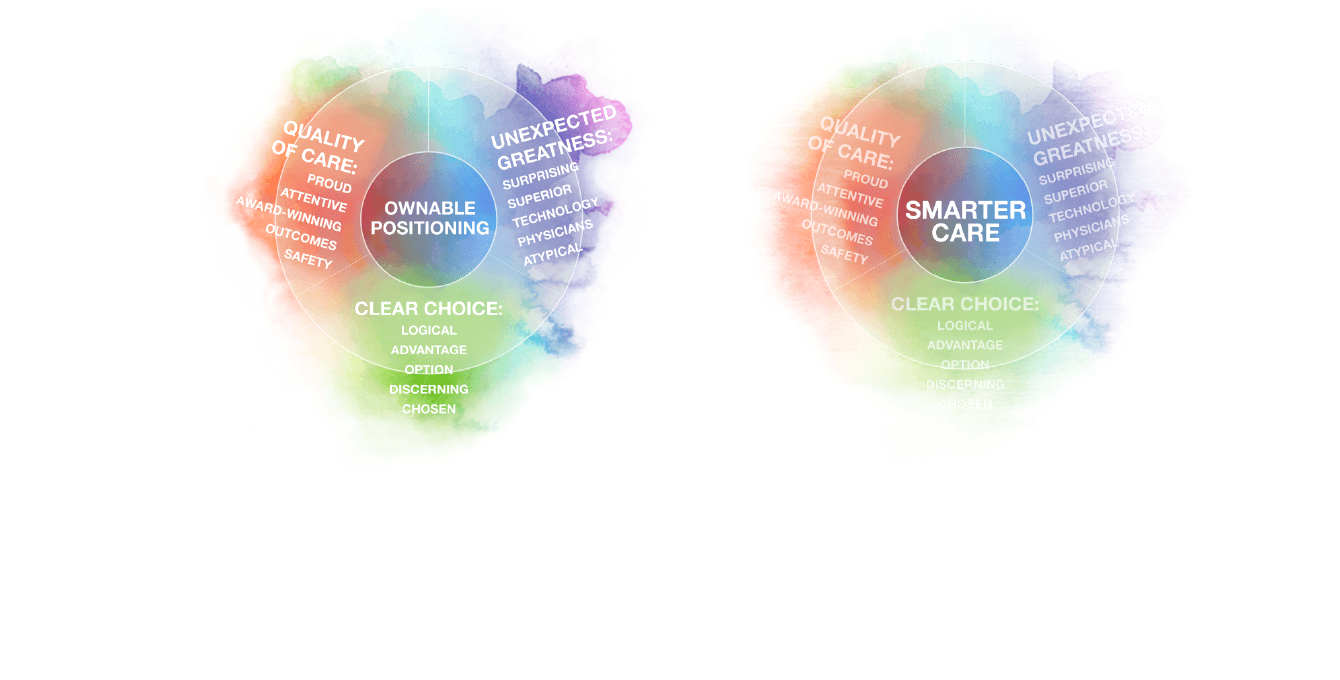 QUALITY
OF CARE:
PROUD
ATTENTIVE
AWARD-WINNING
OUTCOMES
SAFETY
UNEXPECTED
GREATNESS:
SURPRISING
SUPERIOR
TECHNOLOGY
PHYSICIANS
ATYPICAL
OWNABLE
POSITIONING
CLEAR CHOICE:
LOGICAL
ADVANTAGE
OPTION
DISCERNING
CHOSEN
QUALITY
OF CARE:
PROUD
ATTENTIVE
AWARD-WINNING
OUTCOMES
SAFETY
UNEXPECTED
GREATNESS:
SURPRISING
SUPERIOR
TECHNOLOGY
PHYSICIANS
ATYPICAL
SMARTER
CARE
CLEAR CHOICE:
LOGICAL
ADVANTAGE
OPTION
DISCERNING
CHOSEN